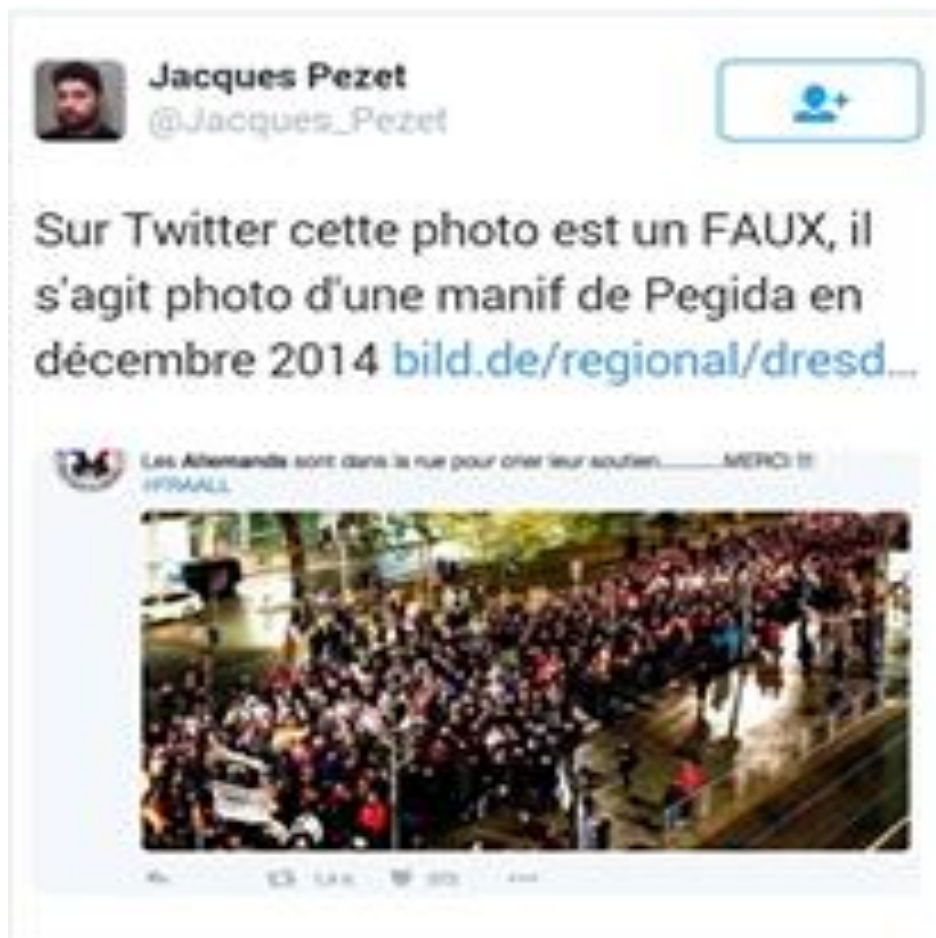 Jacques Pezet
@Jacques_Pezet
Sur Twitter cette photo est un FAUX, il
s'agit photo d'une manif de Pegida en
décembre 2014 bild.de/regional/dresd...
Les Allemands sont dans la rue pour crier leur soutien............MERCI !!!
#FRAALL